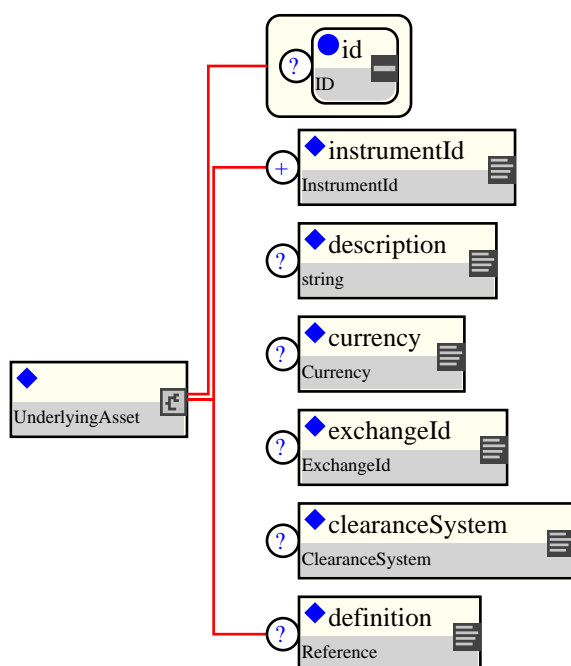 ?
id
ID
+
instrumentId
InstrumentId
?
description
string
?
currency
Currency
UnderlyingAsset
?
exchangeId
ExchangeId
?
clearanceSystem
ClearanceSystem
?
definition
Reference